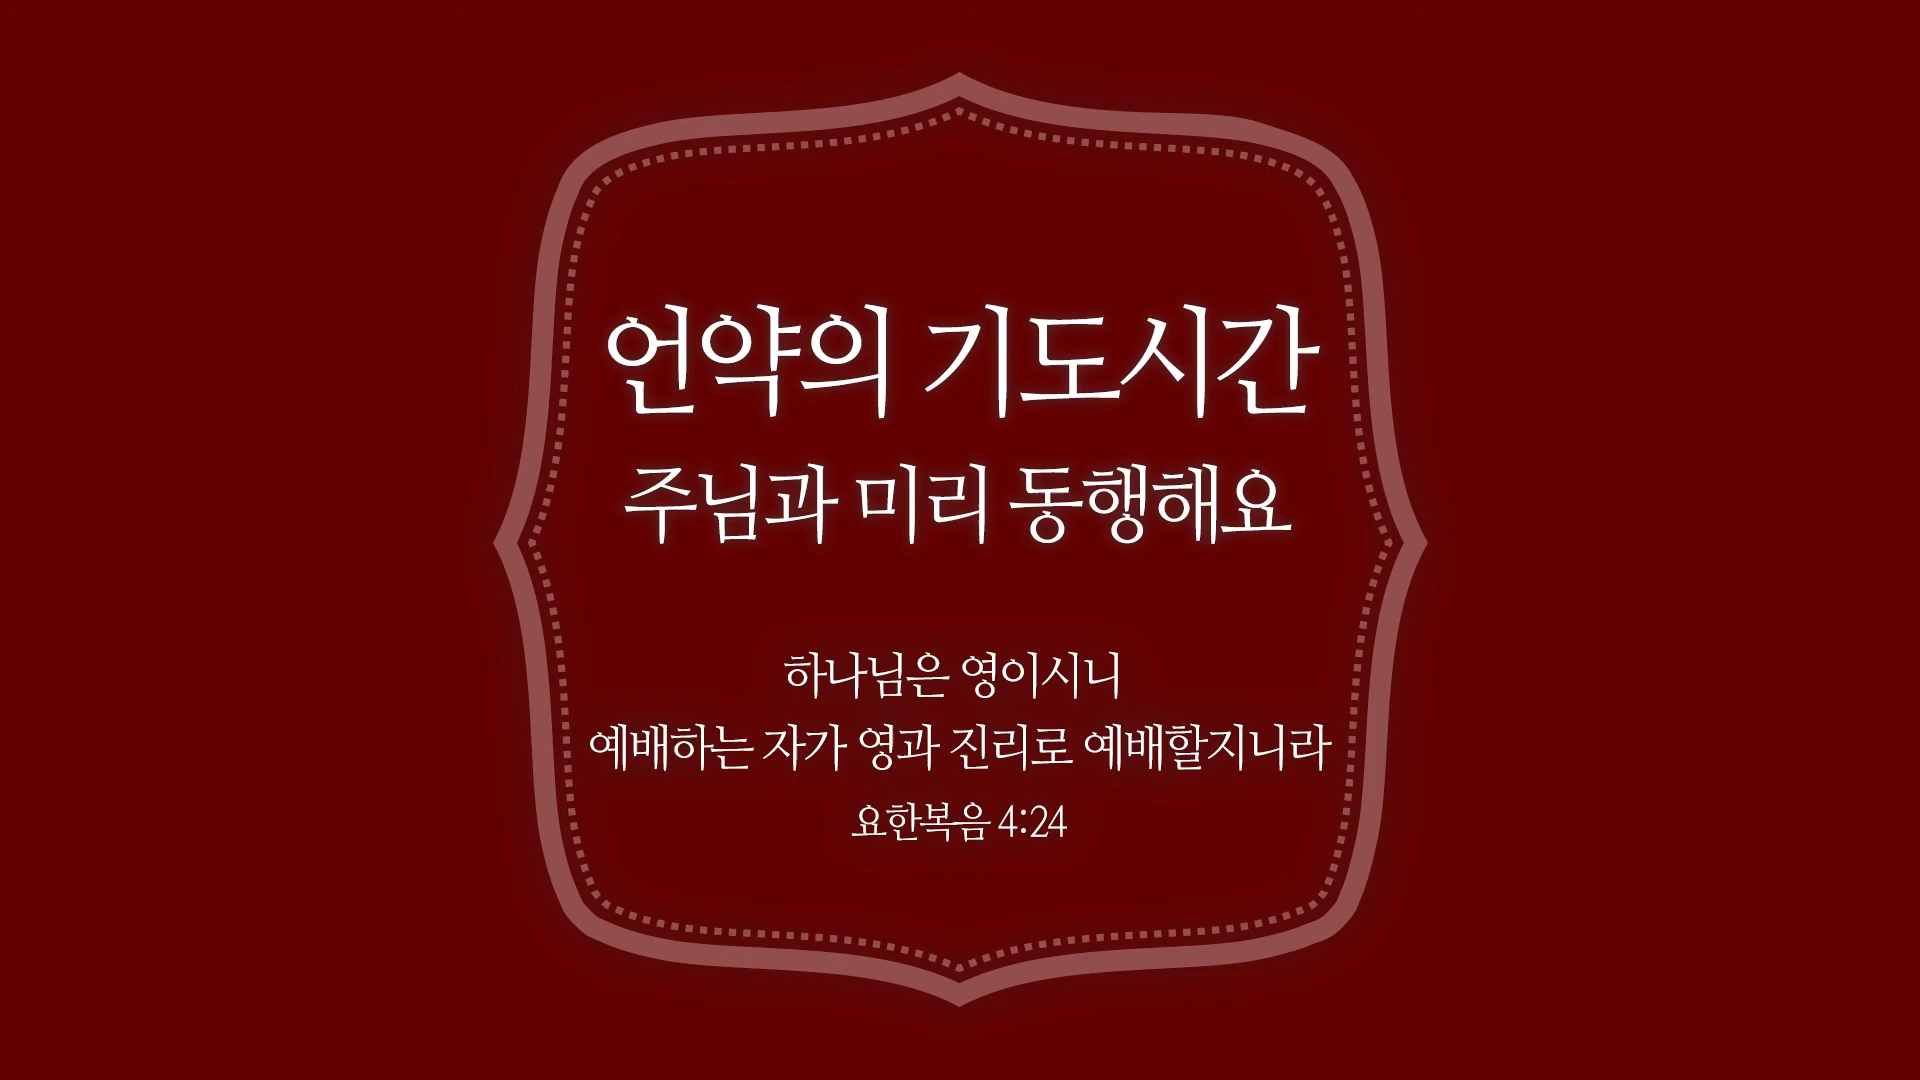 언약의 기도시간
주님과 미리 동행해요
하나님은 영이시니
예배하는 자가 영과 진리로 예배할지니라
요한복음 4:24